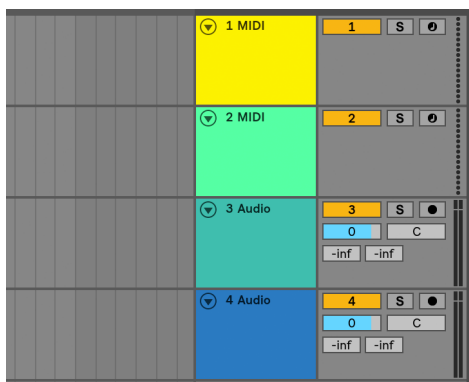 1 MIDI 1 S
2 MIDI 2 S
3 Audio 3 S
0 C
-inf -inf
4 Audio 4 S
0 C
-inf -inf